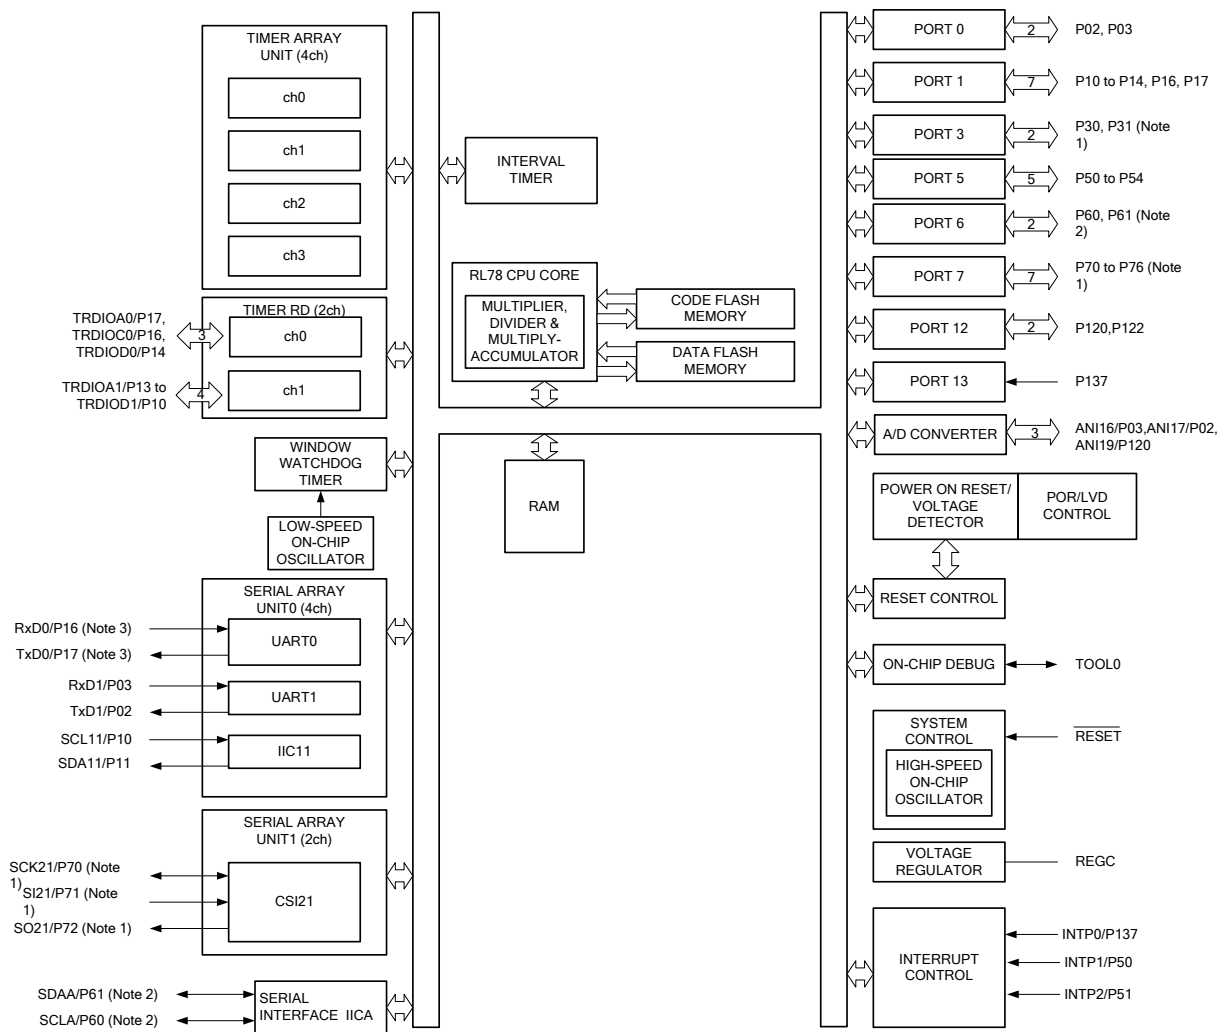 TIMER ARRAY
UNIT (4ch)
ch0
ch1
ch2
ch3
TIMER RD (2ch)
TRDIOA0/P17,
TRDIOC0/P16,
TRDIOD0/P14
3
ch0
TRDIOA1/P13 to
TRDIOD1/P10
4
ch1
WINDOW
WATCHDOG
TIMER
LOW-SPEED
ON-CHIP
OSCILLATOR
SERIAL ARRAY
UNIT0 (4ch)
RxD0/P16 (Note 3)
TxD0/P17 (Note 3)
UART0
RxD1/P03
TxD1/P02
UART1
SCL11/P10
SDA11/P11
IIC11
SERIAL ARRAY
UNIT1 (2ch)
SCK21/P70 (Note
1)
SI21/P71 (Note
1)
SO21/P72 (Note 1)
CSI21
SDAA/P61 (Note 2)
SCLA/P60 (Note 2)
SERIAL
INTERFACE IICA
INTERVAL
TIMER
RL78 CPU CORE
MULTIPLIER,
DIVIDER &
MULTIPLY-
ACCUMULATOR
CODE FLASH
MEMORY
DATA FLASH
MEMORY
RAM
PORT 0
2
P02, P03
PORT 1
7
P10 to P14, P16, P17
PORT 3
2
P30, P31 (Note
1)
PORT 5
5
P50 to P54
PORT 6
2
P60, P61 (Note
2)
PORT 7
7
P70 to P76 (Note
1)
PORT 12
2
P120,P122
PORT 13
P137
A/D CONVERTER
3
ANI16/P03,ANI17/P02,
ANI19/P120
POWER ON RESET/
VOLTAGE
DETECTOR
POR/LVD
CONTROL
RESET CONTROL
ON-CHIP DEBUG
TOOL0
SYSTEM
CONTROL
RESET
HIGH-SPEED
ON-CHIP
OSCILLATOR
VOLTAGE
REGULATOR
REGC
INTERRUPT
CONTROL
INTP0/P137
INTP1/P50
INTP2/P51